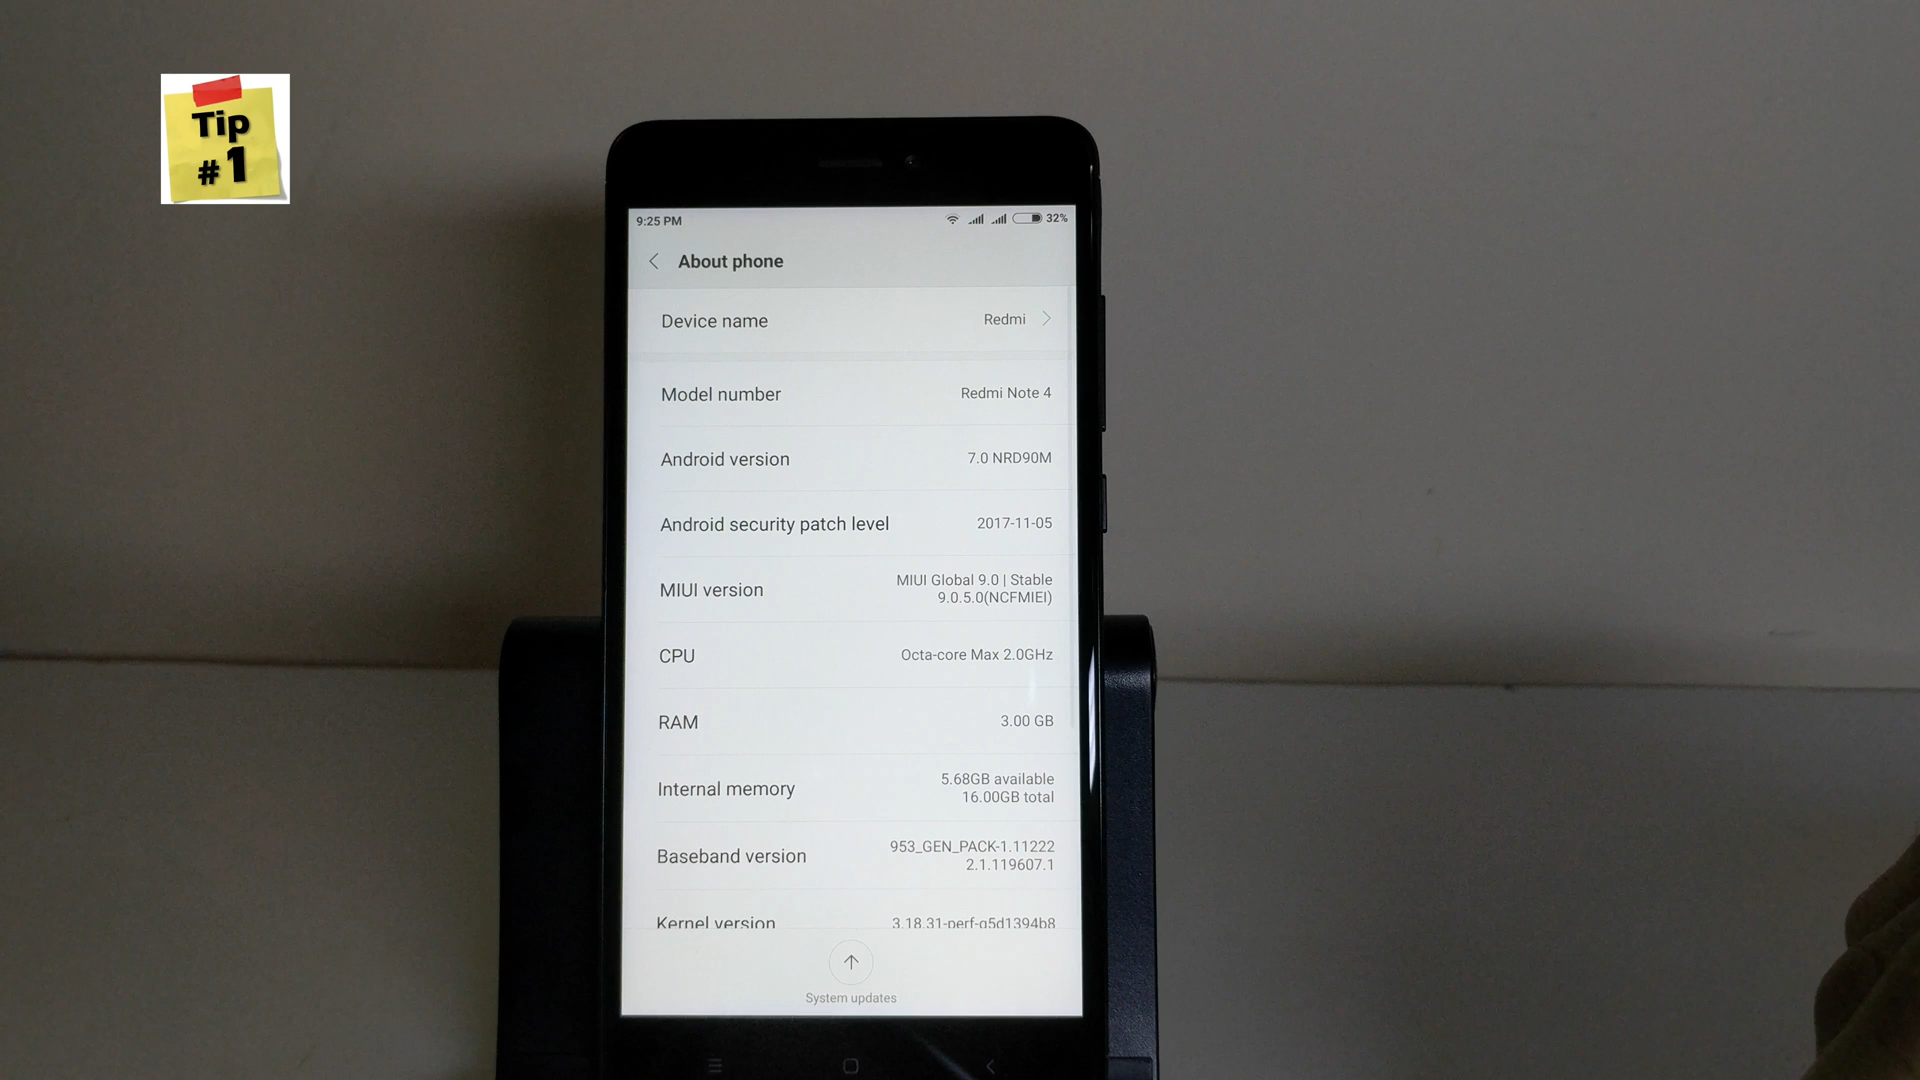 Tip
#1
9:25 PM 32%
About phone
Device name Redmi
Model number Redmi Note 4
Android version 7.0 NRD90M
Android security patch level 2017-11-05
MIUI version MIUI Global 9.0 | Stable
9.0.5.0(NCFMIEI)
CPU Octa-core Max 2.0GHz
RAM 3.00 GB
Internal memory 5.68GB available
16.00GB total
Baseband version 953_GEN_PACK-1.11222
2.1.119607.1
Kernel version 3.18.31-perf-g5d1394b8
System updates